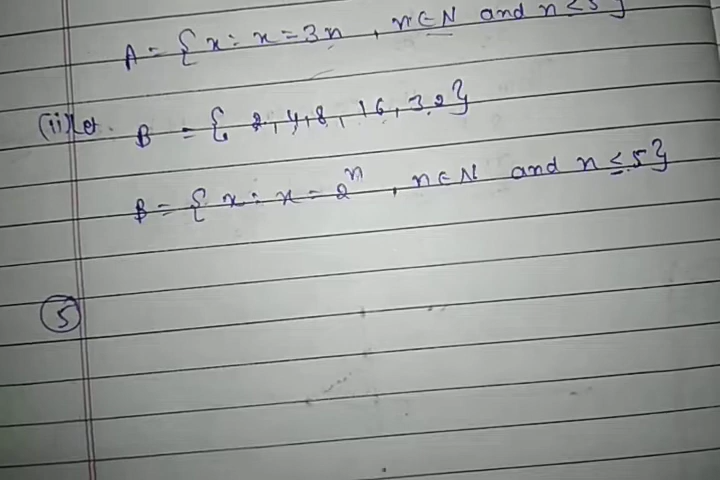 A = { x : x = 3n , n ∈ N and n ≤ 5 }
(ii) Let B = { 2, 4, 8, 16, 32 }
B = { x : x = 2ⁿ , n ∈ N and n ≤ 5 }
5